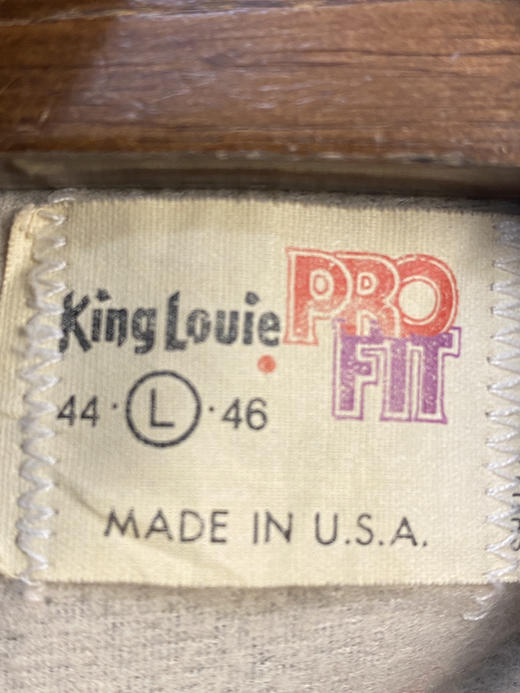 King Louie PRO
FIT
44 · L · 46
MADE IN U.S.A.